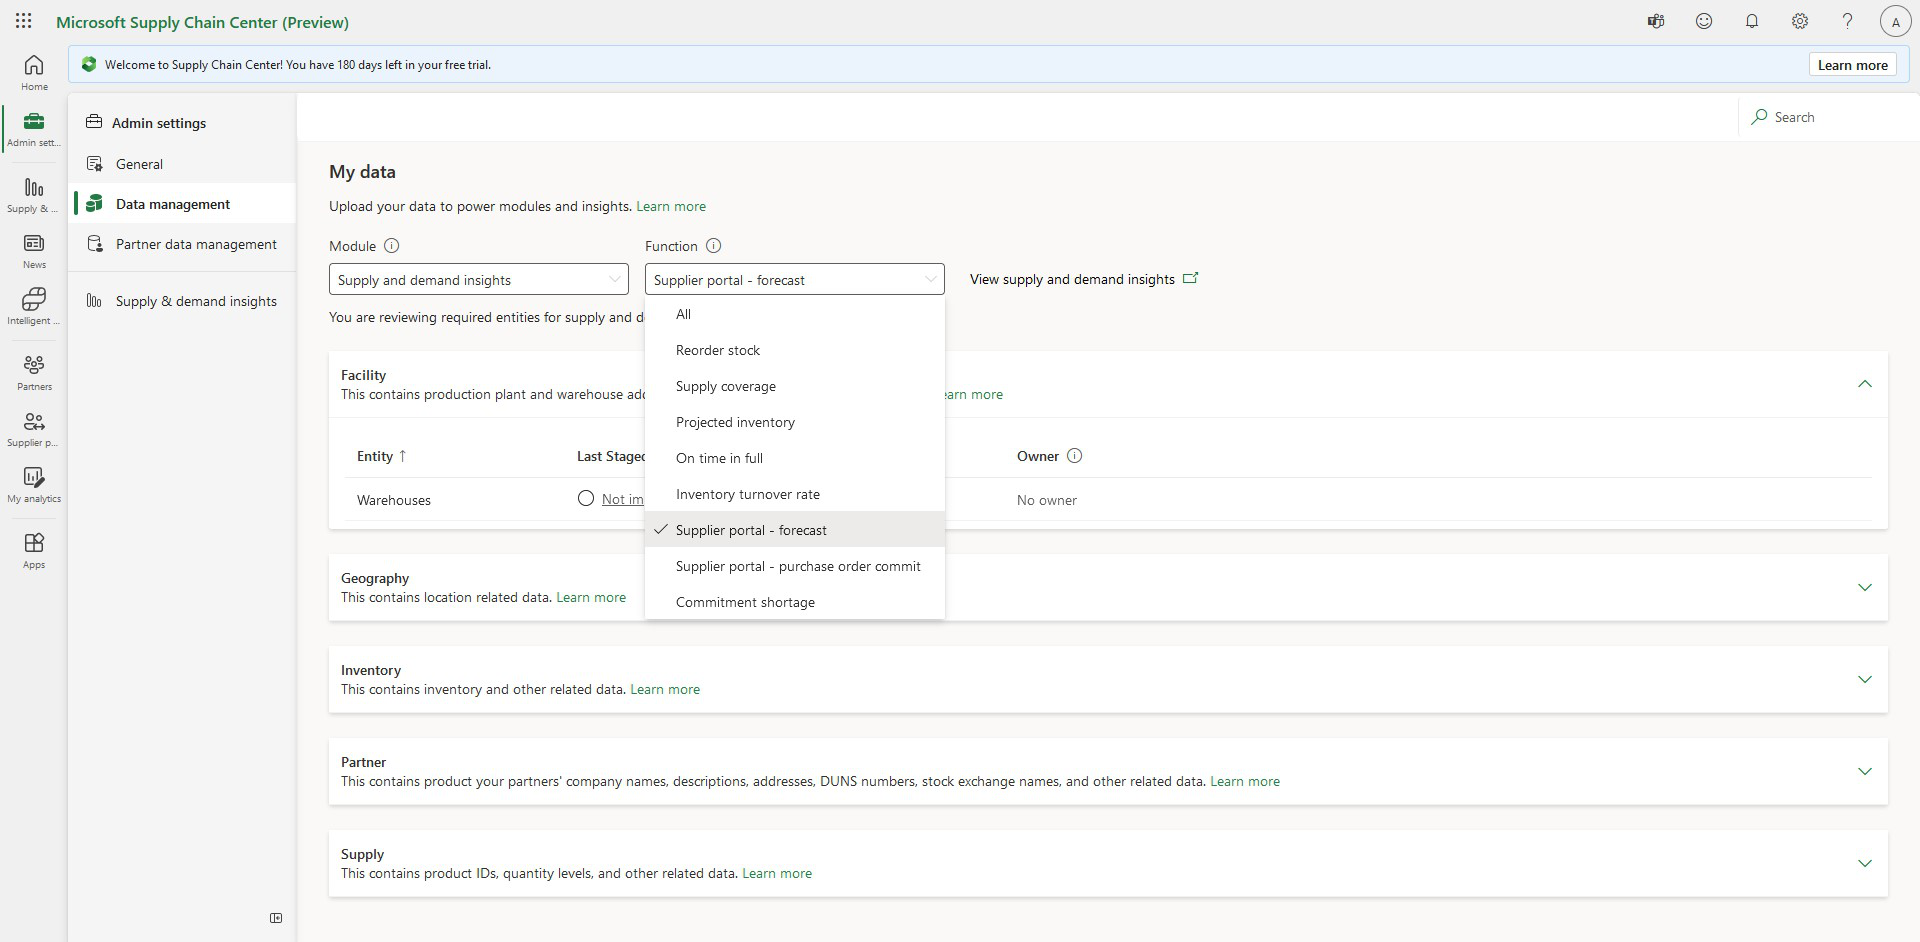 Microsoft Supply Chain Center (Preview)
A
Welcome to Supply Chain Center! You have 180 days left in your free trial.
Learn more
Home
Admin sett...
Supply & ...
News
Intelligent ...
Partners
Supplier p...
My analytics
Apps
Admin settings
General
Data management
Partner data management
Supply & demand insights
Search
My data
Upload your data to power modules and insights. Learn more
Module
Function
Supply and demand insights
Supplier portal - forecast
View supply and demand insights
You are reviewing required entities for supply and d
All
Reorder stock
Supply coverage
Projected inventory
On time in full
Inventory turnover rate
Supplier portal - forecast
Supplier portal - purchase order commit
Commitment shortage
Facility
This contains production plant and warehouse add earn more
Entity ↑
Last Staged
Owner
Warehouses
Not im
No owner
Geography
This contains location related data. Learn more
Inventory
This contains inventory and other related data. Learn more
Partner
This contains product your partners' company names, descriptions, addresses, DUNS numbers, stock exchange names, and other related data. Learn more
Supply
This contains product IDs, quantity levels, and other related data. Learn more